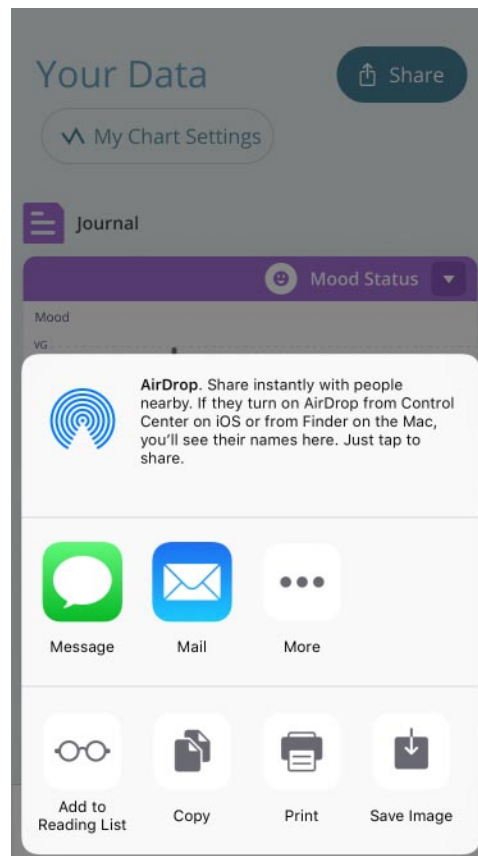 Your Data
Share
My Chart Settings
Journal
Mood Status
Mood
VG
AirDrop. Share instantly with people
nearby. If they turn on AirDrop from Control
Center on iOS or from Finder on the Mac,
you'll see their names here. Just tap to
share.
Message
Mail
More
Add to
Reading List
Copy
Print
Save Image